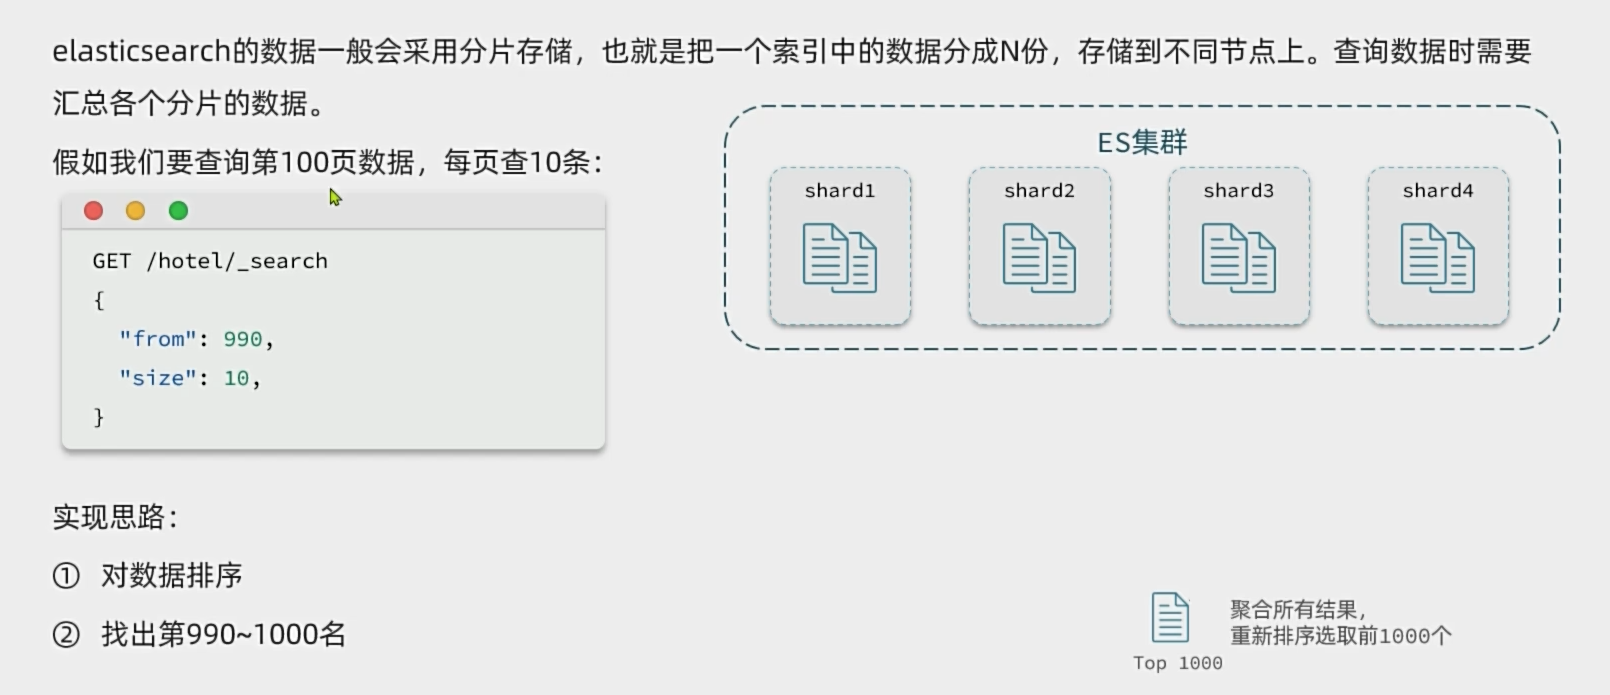 elasticsearch的数据一般会采用分片存储，也就是把一个索引中的数据分成N份，存储到不同节点上。查询数据时需要
汇总各个分片的数据。
假如我们要查询第100页数据，每页查10条：
GET /hotel/_search
{
  "from": 990,
  "size": 10,
}
ES集群
shard1
shard2
shard3
shard4
实现思路：
① 对数据排序
② 找出第990~1000名
聚合所有结果，
重新排序选取前1000个
Top 1000